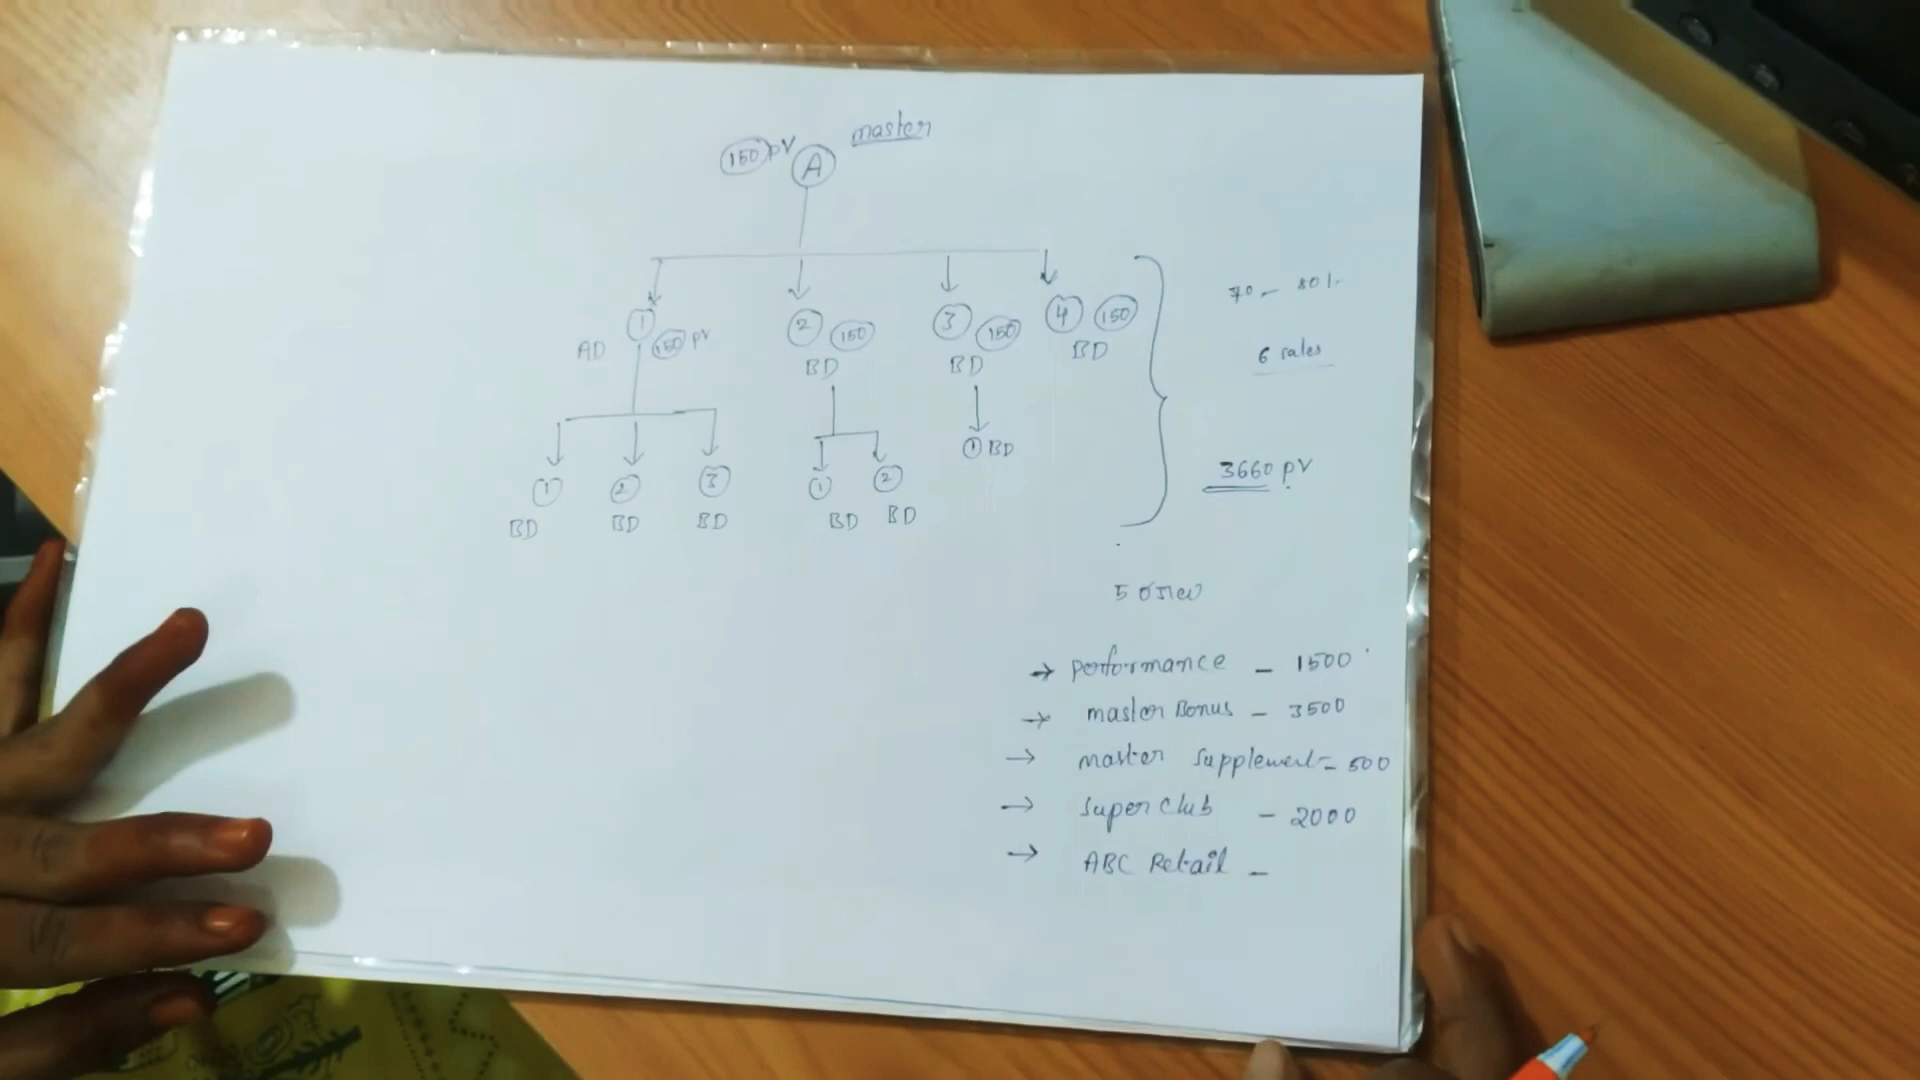 master
150 PV A
1 2 150 3 150 4 150
AD 150 PV BD BD BD
1 BD
1 2 3 1 2
BD BD BD BD BD
70 - 80%
6 sales
3660 PV
→ Performance - 1500
→ master Bonus - 3500
→ master supplement - 500
→ super club - 2000
→ ABC Retail -